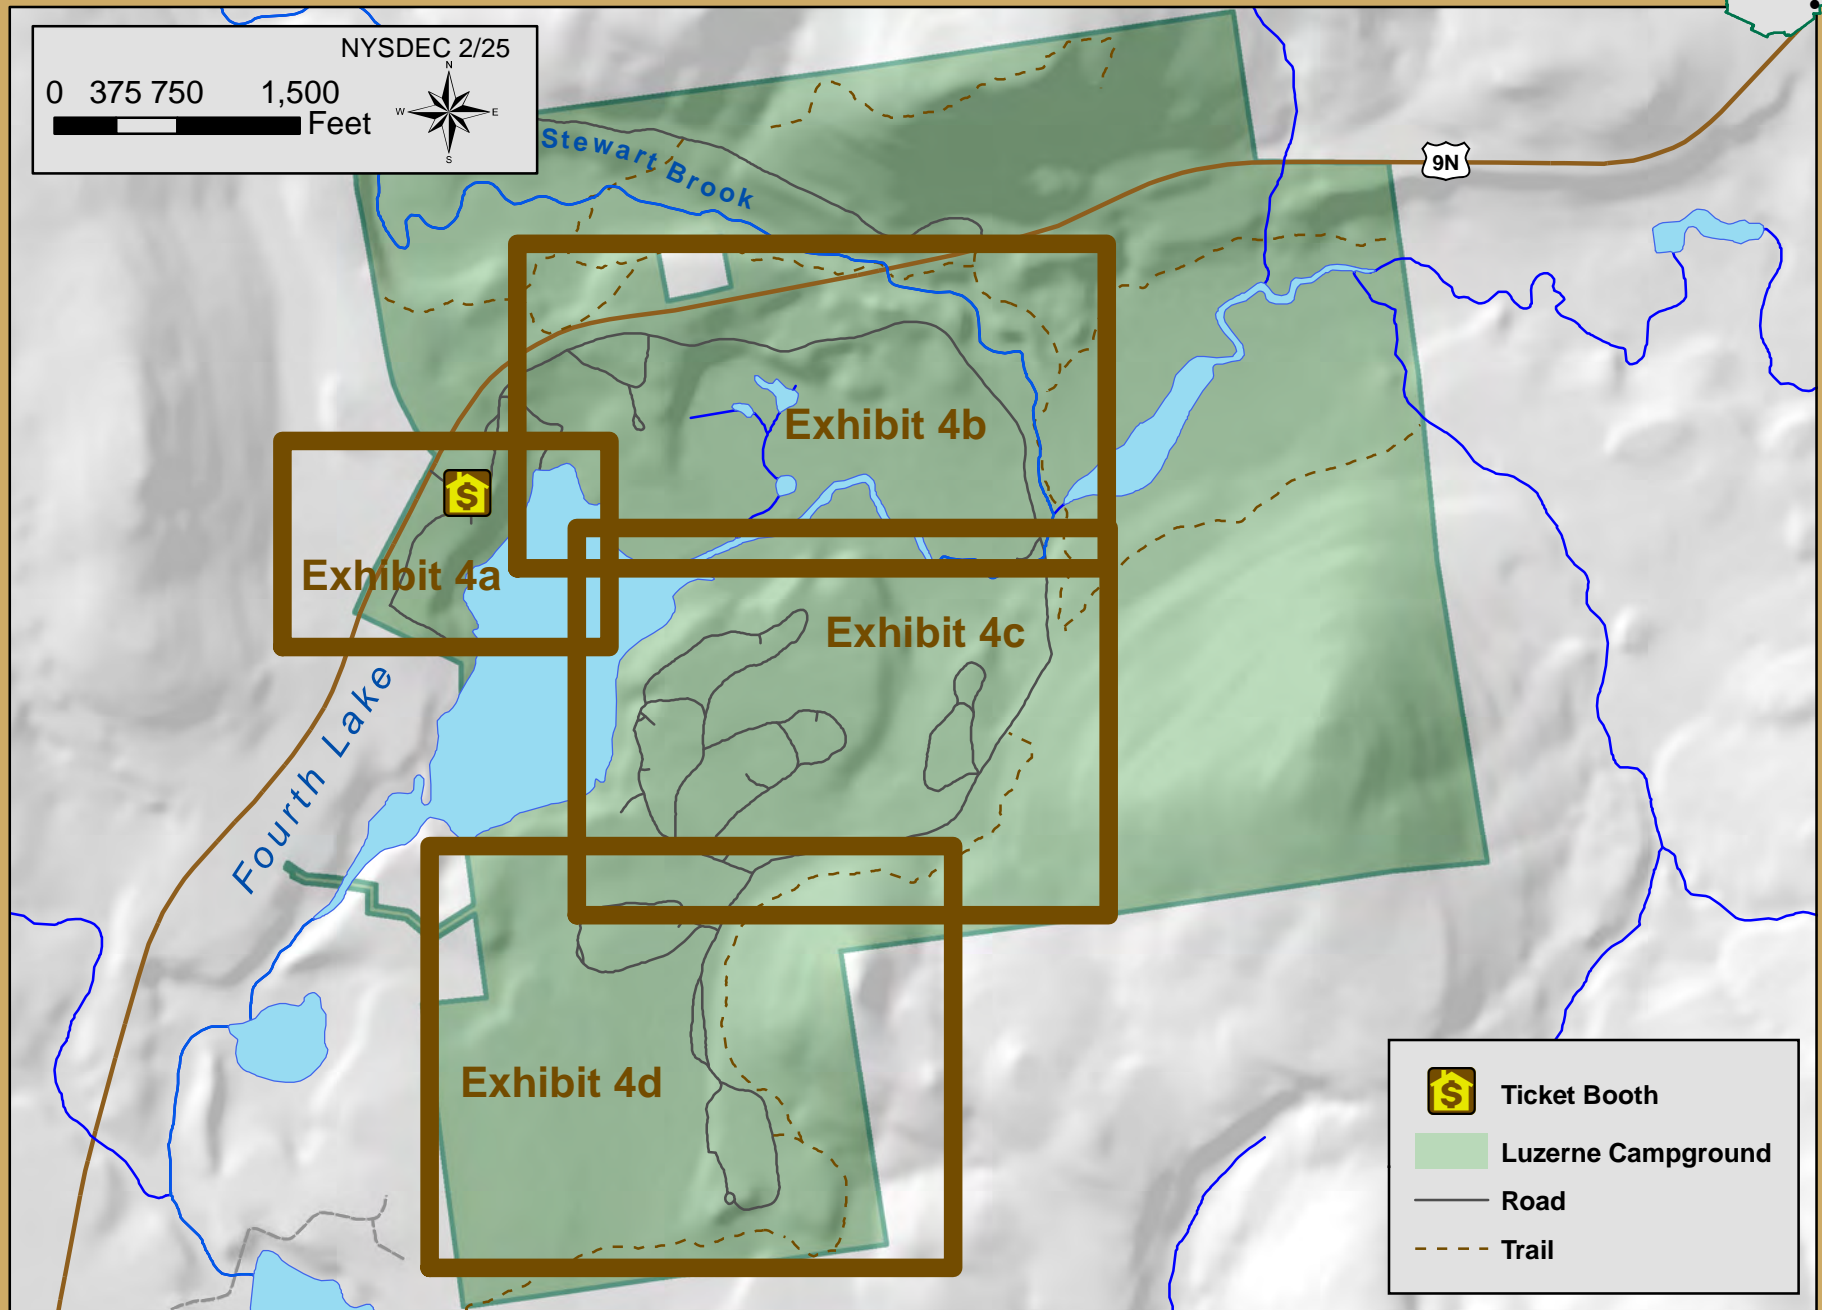 NYSDEC 2/25
0 375 750 1,500
Feet
N
W E
S
Stewart Brook
9N
Exhibit 4b
$
Exhibit 4a
Exhibit 4c
Fourth Lake
Exhibit 4d
$ Ticket Booth
Luzerne Campground
Road
Trail